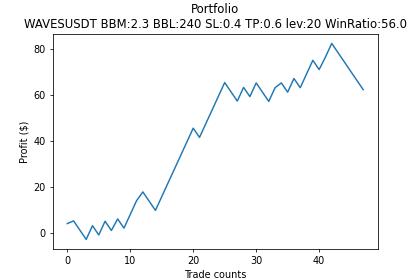 Portfolio
WAVESUSDT BBM:2.3 BBL:240 SL:0.4 TP:0.6 lev:20 WinRatio:56.0
80
60
40
20
0
Profit ($)
0 10 20 30 40
Trade counts